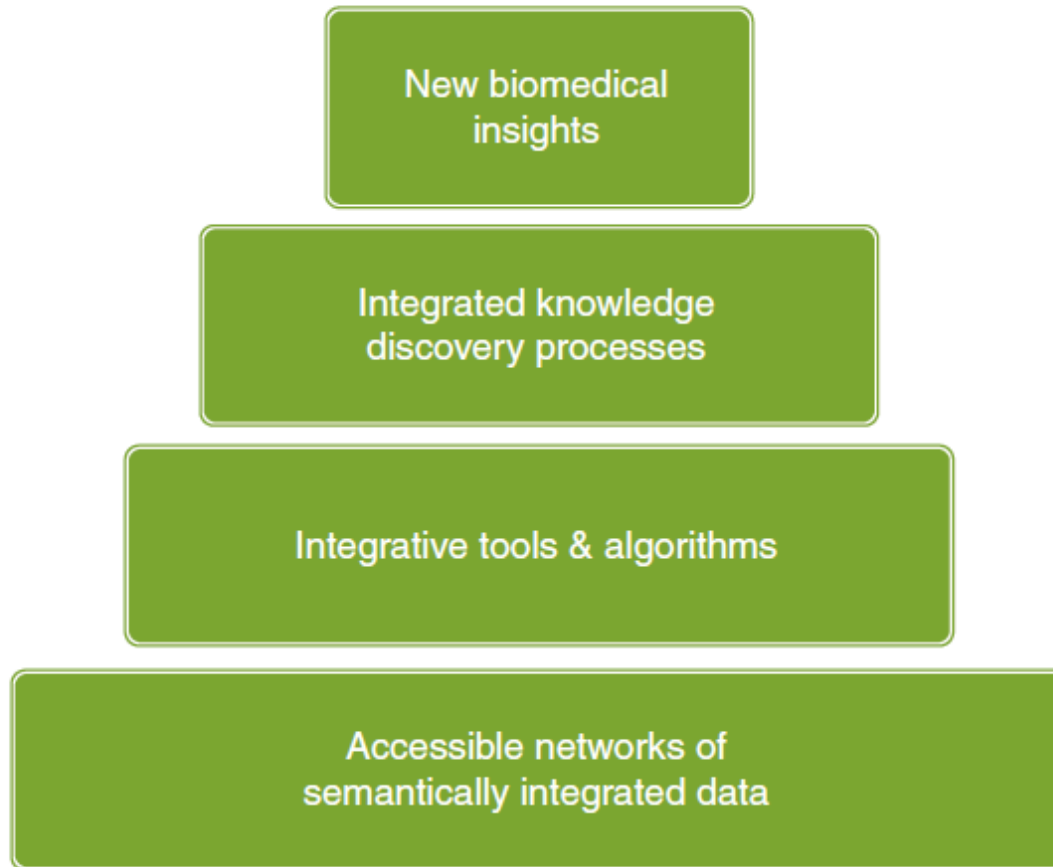 New biomedical
insights
Integrated knowledge
discovery processes
Integrative tools & algorithms
Accessible networks of
semantically integrated data